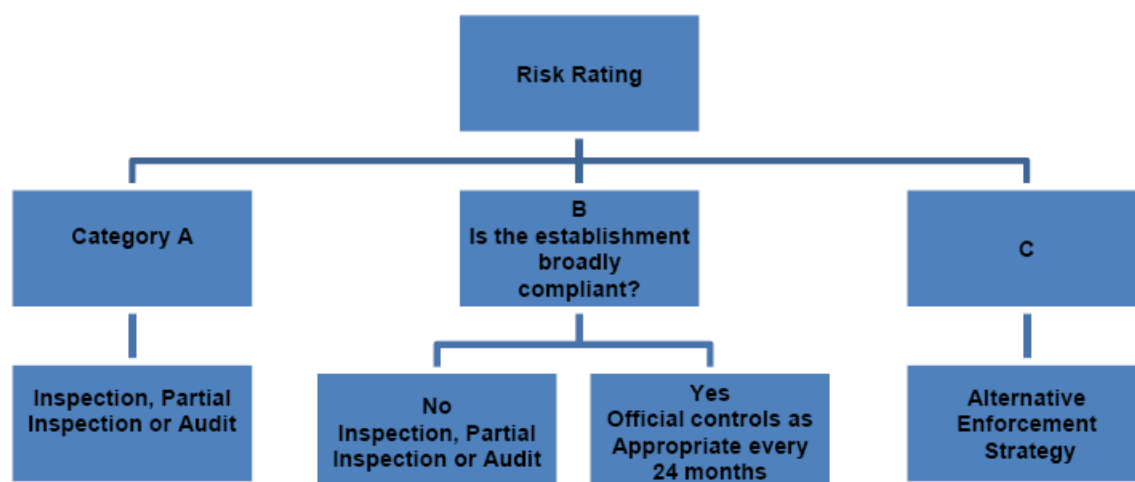 Risk Rating
Category A
B
Is the establishment
broadly
compliant?
C
Inspection, Partial
Inspection or Audit
No
Inspection, Partial
Inspection or Audit
Yes
Official controls as
Appropriate every
24 months
Alternative
Enforcement
Strategy